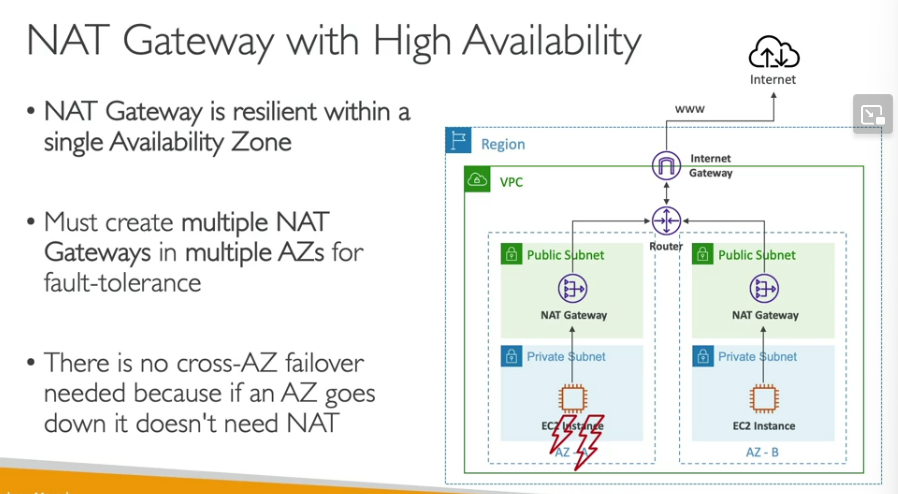 NAT Gateway with High Availability
• NAT Gateway is resilient within a
single Availability Zone
• Must create multiple NAT
Gateways in multiple AZs for
fault-tolerance
• There is no cross-AZ failover
needed because if an AZ goes
down it doesn't need NAT
Internet
www
Region
Internet
Gateway
VPC
Router
Public Subnet
Public Subnet
NAT Gateway
NAT Gateway
Private Subnet
Private Subnet
EC2 Instance
EC2 Instance
AZ - A
AZ - B